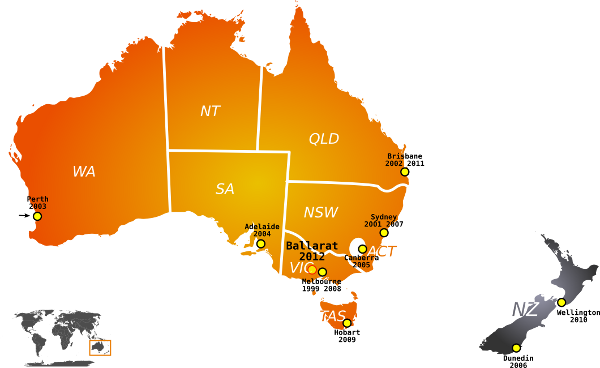 NT
QLD
WA
SA
NSW
ACT
VIC
TAS
NZ
Brisbane
2002 2011
Perth
2003
Sydney
2001 2007
Adelaide
2004
Ballarat
2012
Canberra
2005
Melbourne
1999 2008
Hobart
2009
Wellington
2010
Dunedin
2006